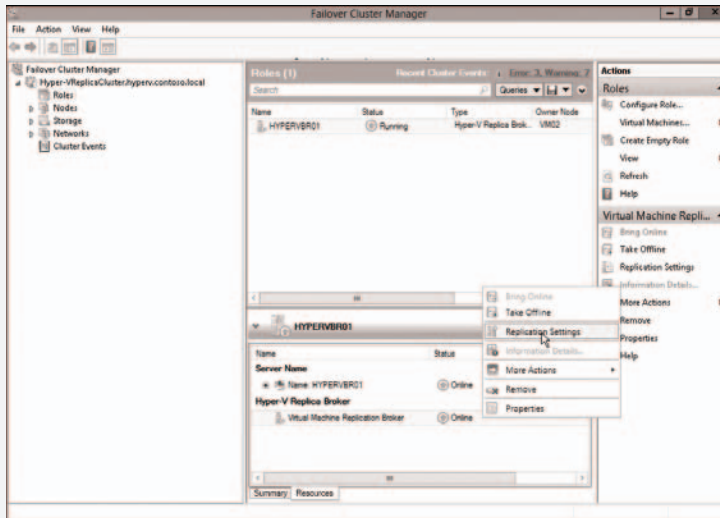 Failover Cluster Manager
File Action View Help
Failover Cluster Manager
Hyper-VReplicaCluster.hyperv.contoso.local
Roles
Nodes
Storage
Networks
Cluster Events
Roles (1)
Recent Cluster Events: Error: 3, Warning: 7
Search
Queries
Name Status Type Owner Node
HYPERVBR01 Running Hyper-V Replica Brok... VM02
HYPERVBR01
Name Status
Server Name
Name: HYPERVBR01 Online
Hyper-V Replica Broker
Virtual Machine Replication Broker Online
Summary Resources
Bring Online
Take Offline
Replication Settings
Information Details...
More Actions
Remove
Properties
Actions
Roles
Configure Role...
Virtual Machines...
Create Empty Role
View
Refresh
Help
Virtual Machine Repli...
Bring Online
Take Offline
Replication Settings
Information Details...
More Actions
Remove
Properties
Help